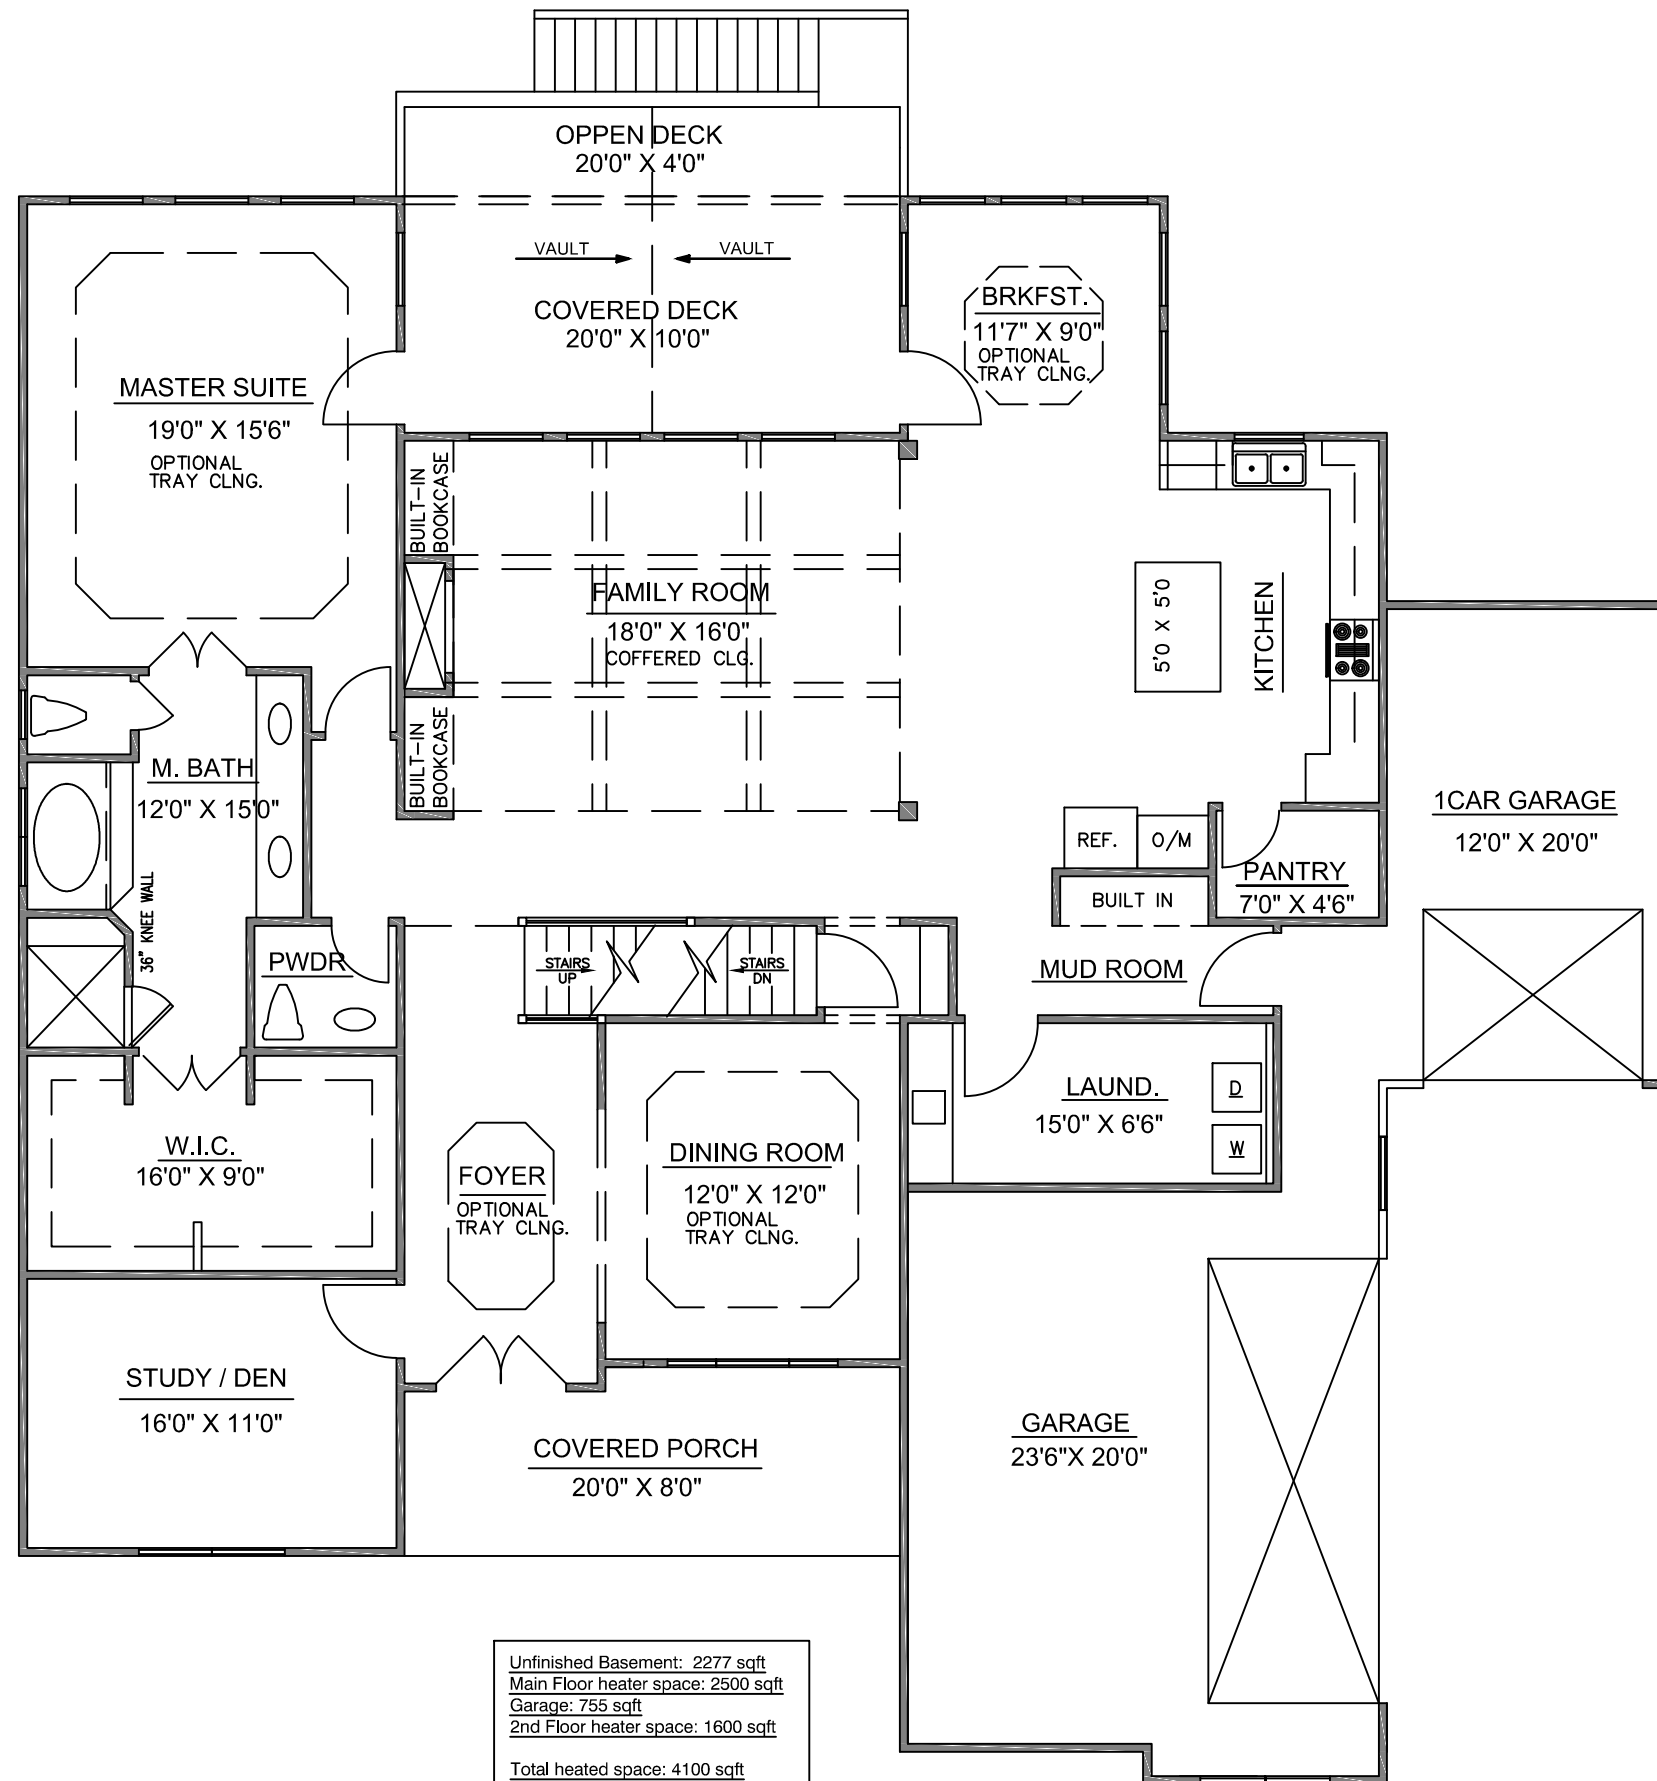 OPPEN DECK
20'0" X 4'0"
VAULT
VAULT
COVERED DECK
20'0" X 10'0"
BRKFST.
11'7" X 9'0"
OPTIONAL
TRAY CLNG.
MASTER SUITE
19'0" X 15'6"
OPTIONAL
TRAY CLNG.
BUILT-IN
BOOKCASE
FAMILY ROOM
18'0" X 16'0"
COFFERED CLG.
5'0 X 5'0
KITCHEN
BUILT-IN
BOOKCASE
M. BATH
12'0" X 15'0"
36" KNEE WALL
1CAR GARAGE
12'0" X 20'0"
REF.
O/M
PANTRY
7'0" X 4'6"
BUILT IN
PWDR
STAIRS
UP
STAIRS
DN
MUD ROOM
LAUND.
15'0" X 6'6"
D
W
W.I.C.
16'0" X 9'0"
FOYER
OPTIONAL
TRAY CLNG.
DINING ROOM
12'0" X 12'0"
OPTIONAL
TRAY CLNG.
STUDY / DEN
16'0" X 11'0"
COVERED PORCH
20'0" X 8'0"
GARAGE
23'6"X 20'0"
Unfinished Basement: 2277 sqft
Main Floor heater space: 2500 sqft
Garage: 755 sqft
2nd Floor heater space: 1600 sqft
Total heated space: 4100 sqft